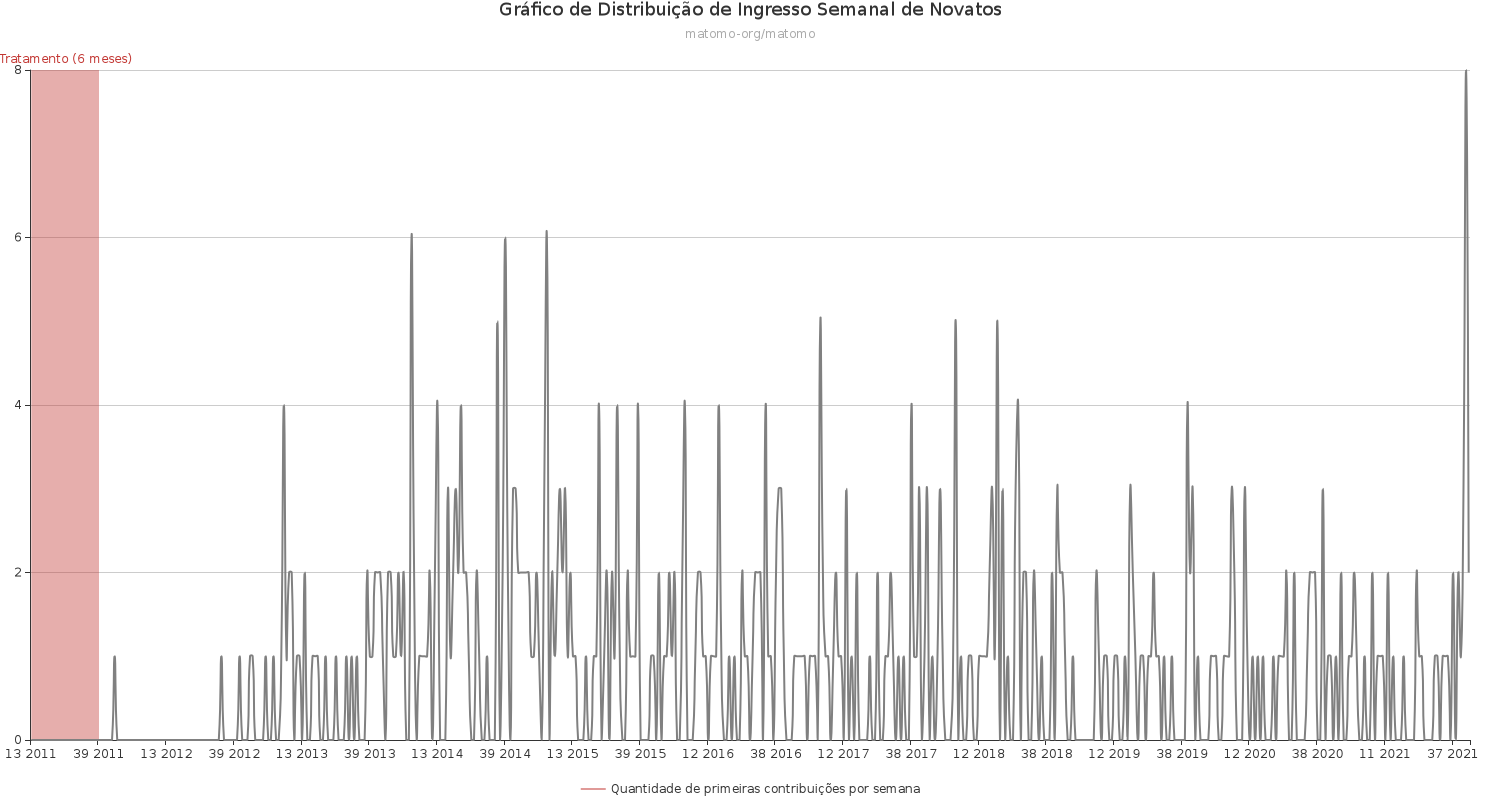 Gráfico de Distribuição de Ingresso Semanal de Novatos
matomo-org/matomo
Tratamento (6 meses)
8
6
4
2
0
13 2011 39 2011 13 2012 39 2012 13 2013 39 2013 13 2014 39 2014 13 2015 39 2015 12 2016 38 2016 12 2017 38 2017 12 2018 38 2018 12 2019 38 2019 12 2020 38 2020 11 2021 37 2021
Quantidade de primeiras contribuições por semana